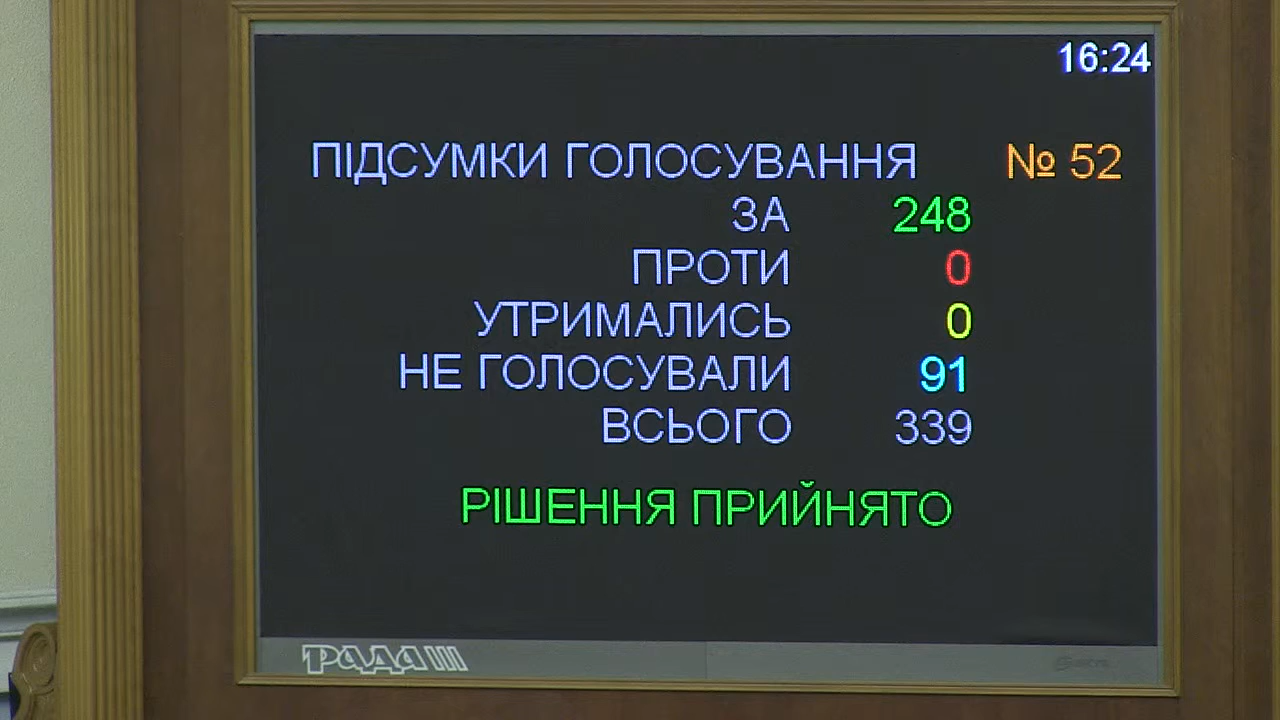 16:24
ПІДСУМКИ ГОЛОСУВАННЯ № 52
ЗА 248
ПРОТИ 0
УТРИМАЛИСЬ 0
НЕ ГОЛОСУВАЛИ 91
ВСЬОГО 339
РІШЕННЯ ПРИЙНЯТО
РАДА III